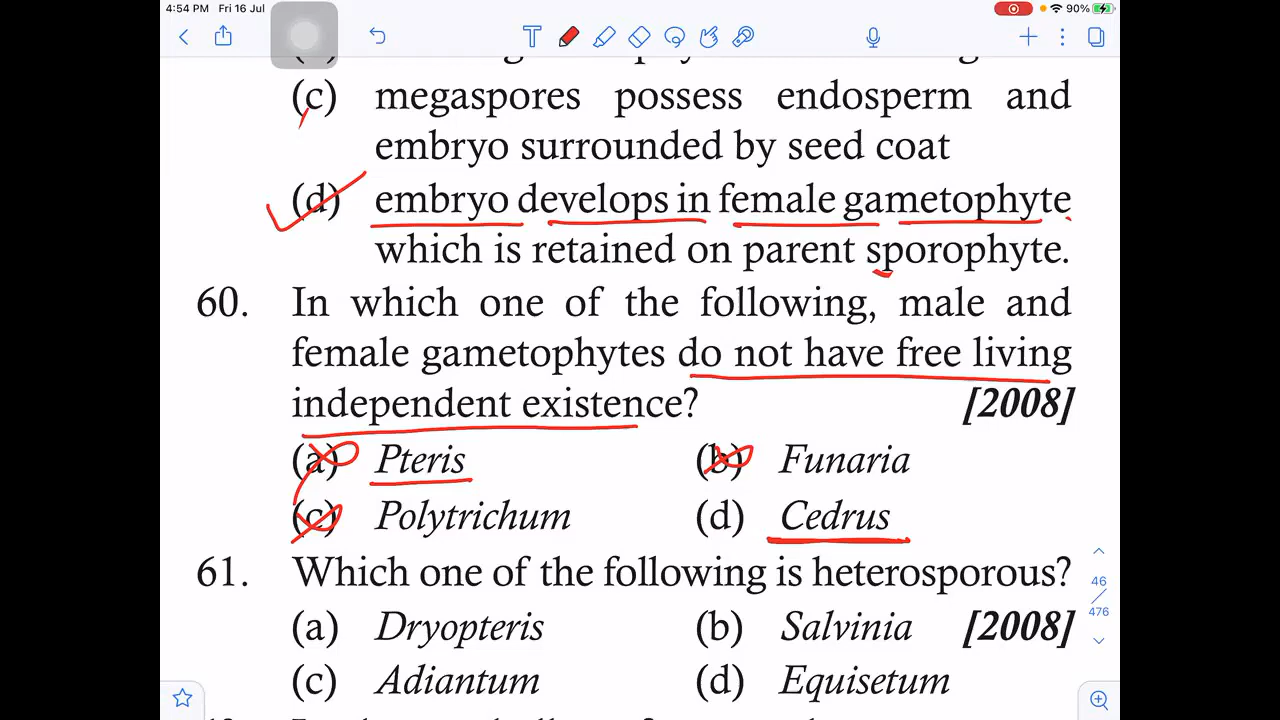 4:54 PM Fri 16 Jul
90%
T
(c) megaspores possess endosperm and
embryo surrounded by seed coat
(d) embryo develops in female gametophyte
which is retained on parent sporophyte.
60. In which one of the following, male and
female gametophytes do not have free living
independent existence? [2008]
(a) Pteris (b) Funaria
(c) Polytrichum (d) Cedrus
61. Which one of the following is heterosporous?
(a) Dryopteris (b) Salvinia [2008]
(c) Adiantum (d) Equisetum
46
476